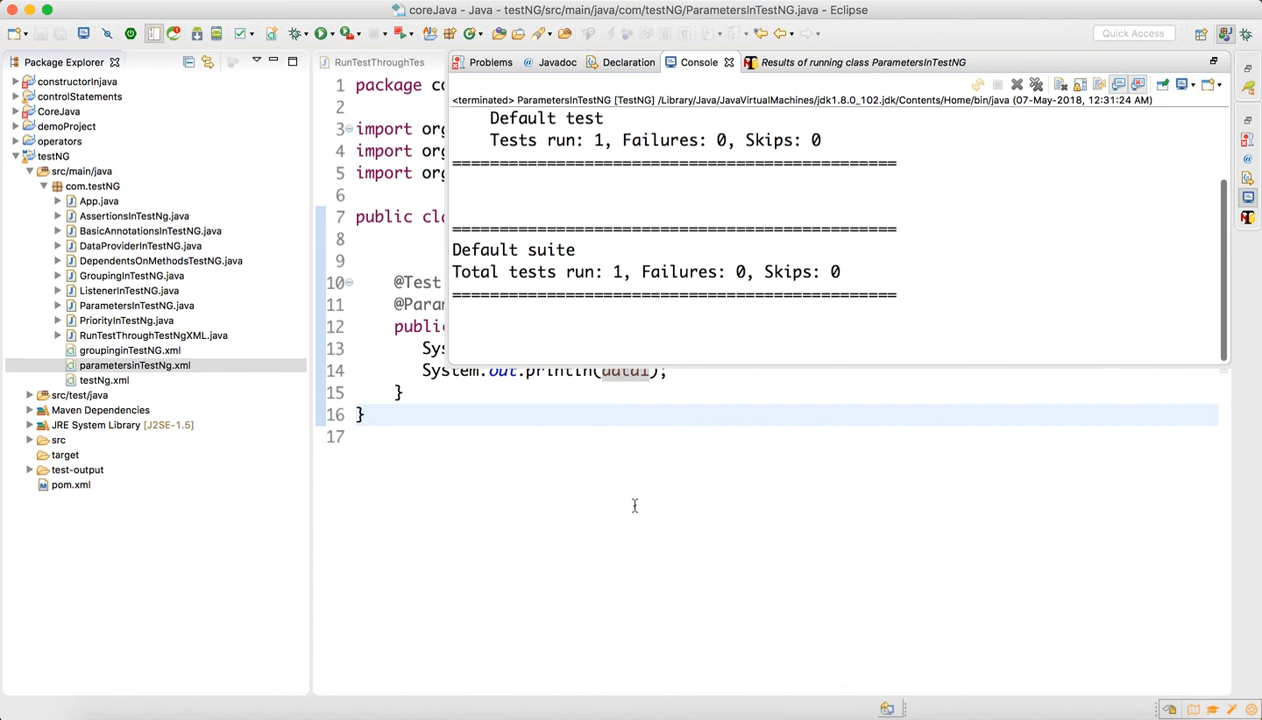 coreJava - Java - testNG/src/main/java/com/testNG/ParametersInTestNG.java - Eclipse
Quick Access
Package Explorer
constructorInjava
controlStatements
CoreJava
demoProject
operators
testNG
src/main/java
com.testNG
App.java
AssertionsInTestNg.java
BasicAnnotationsInTestNG.java
DataProviderInTestNG.java
DependentsOnMethodsTestNG.java
GroupingInTestNG.java
ListenerInTestNG.java
ParametersInTestNG.java
PriorityInTestNg.java
RunTestThroughTestNgXML.java
groupinginTestNG.xml
parametersinTestNg.xml
testNg.xml
src/test/java
Maven Dependencies
JRE System Library [J2SE-1.5]
src
target
test-output
pom.xml
RunTestThroughTes
1 package co
2
3 import org
4 import org
5 import org
6
7 public cla
8
9
10 @Test
11 @Para
12 public
13 Sys
14 System.out.println(data1);
15 }
16 }
17
Problems @ Javadoc Declaration Console Results of running class ParametersInTestNG
<terminated> ParametersInTestNG [TestNG] /Library/Java/JavaVirtualMachines/jdk1.8.0_102.jdk/Contents/Home/bin/java (07-May-2018, 12:31:24 AM)
Default test
Tests run: 1, Failures: 0, Skips: 0
===============================================
===============================================
Default suite
Total tests run: 1, Failures: 0, Skips: 0
===============================================